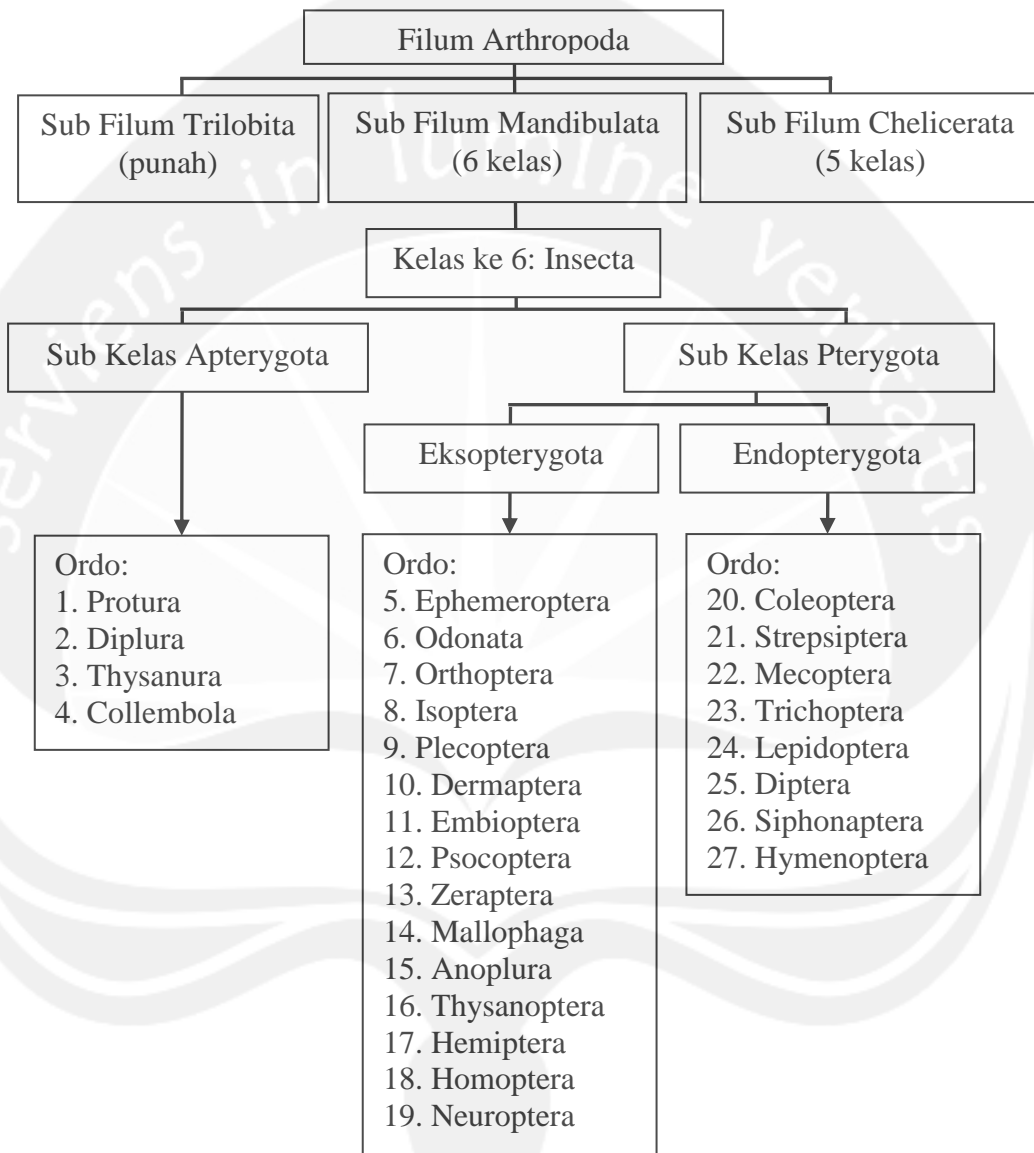 Filum Arthropoda
Sub Filum Trilobita
(punah)
Sub Filum Mandibulata
(6 kelas)
Sub Filum Chelicerata
(5 kelas)
Kelas ke 6: Insecta
Sub Kelas Apterygota
Sub Kelas Pterygota
Eksopterygota
Endopterygota
Ordo:
1. Protura
2. Diplura
3. Thysanura
4. Collembola
Ordo:
5. Ephemeroptera
6. Odonata
7. Orthoptera
8. Isoptera
9. Plecoptera
10. Dermaptera
11. Embioptera
12. Psocoptera
13. Zeraptera
14. Mallophaga
15. Anoplura
16. Thysanoptera
17. Hemiptera
18. Homoptera
19. Neuroptera
Ordo:
20. Coleoptera
21. Strepsiptera
22. Mecoptera
23. Trichoptera
24. Lepidoptera
25. Diptera
26. Siphonaptera
27. Hymenoptera
serviens in lumine veritatis